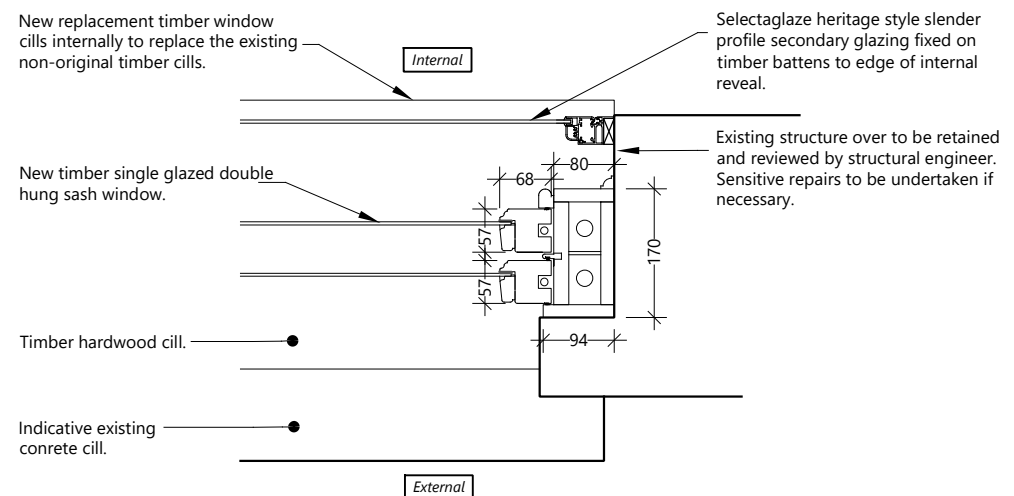 New replacement timber window
cills internally to replace the existing
non-original timber cills.
Internal
Selectaglaze heritage style slender
profile secondary glazing fixed on
timber battens to edge of internal
reveal.
Existing structure over to be retained
and reviewed by structural engineer.
Sensitive repairs to be undertaken if
necessary.
New timber single glazed double
hung sash window.
80
68
57
57
170
94
Timber hardwood cill.
Indicative existing
conrete cill.
External